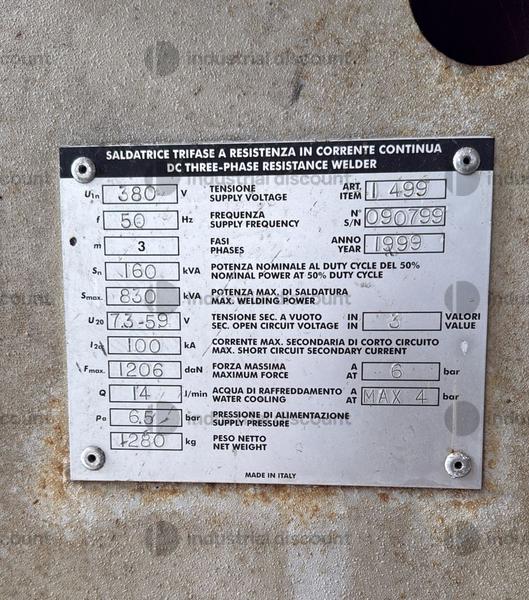 SALDATRICE TRIFASE A RESISTENZA IN CORRENTE CONTINUA
DC THREE-PHASE RESISTANCE WELDER
U1n 380 V TENSIONE SUPPLY VOLTAGE ART. ITEM 1499
f 50 Hz FREQUENZA SUPPLY FREQUENCY N° S/N 090799
m 3 FASI PHASES ANNO YEAR 1999
Sn 160 kVA POTENZA NOMINALE AL DUTY CYCLE DEL 50% NOMINAL POWER AT 50% DUTY CYCLE
Smax. 830 kVA POTENZA MAX. DI SALDATURA MAX. WELDING POWER
U20 7.3-5.9 V TENSIONE SEC. A VUOTO SEC. OPEN CIRCUIT VOLTAGE IN IN 3 VALORI VALUE
I2cc 100 kA CORRENTE MAX. SECONDARIA DI CORTO CIRCUITO MAX. SHORT CIRCUIT SECONDARY CURRENT
Fmax. 1206 daN FORZA MASSIMA MAXIMUM FORCE A AT 6 bar
Q 14 l/min ACQUA DI RAFFREDDAMENTO WATER COOLING A AT MAX 4 bar
6.5 bar PRESSIONE DI ALIMENTAZIONE SUPPLY PRESSURE
1280 kg PESO NETTO NET WEIGHT
MADE IN ITALY
industrial discount